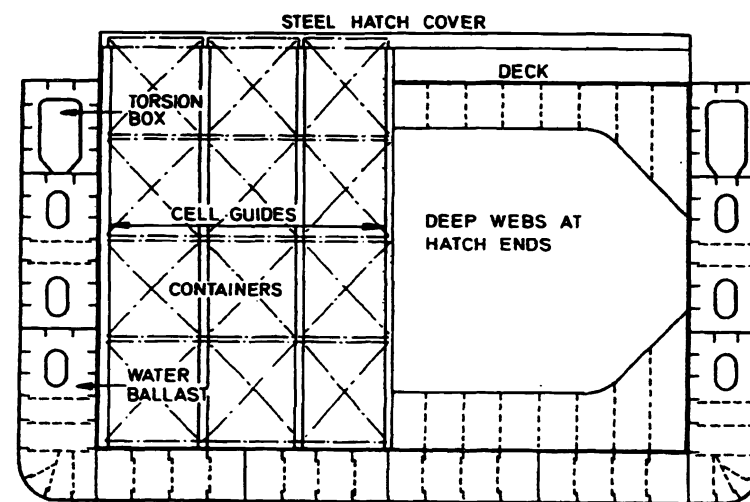 STEEL HATCH COVER
DECK
TORSION
BOX
CELL GUIDES
DEEP WEBS AT
HATCH ENDS
CONTAINERS
WATER
BALLAST